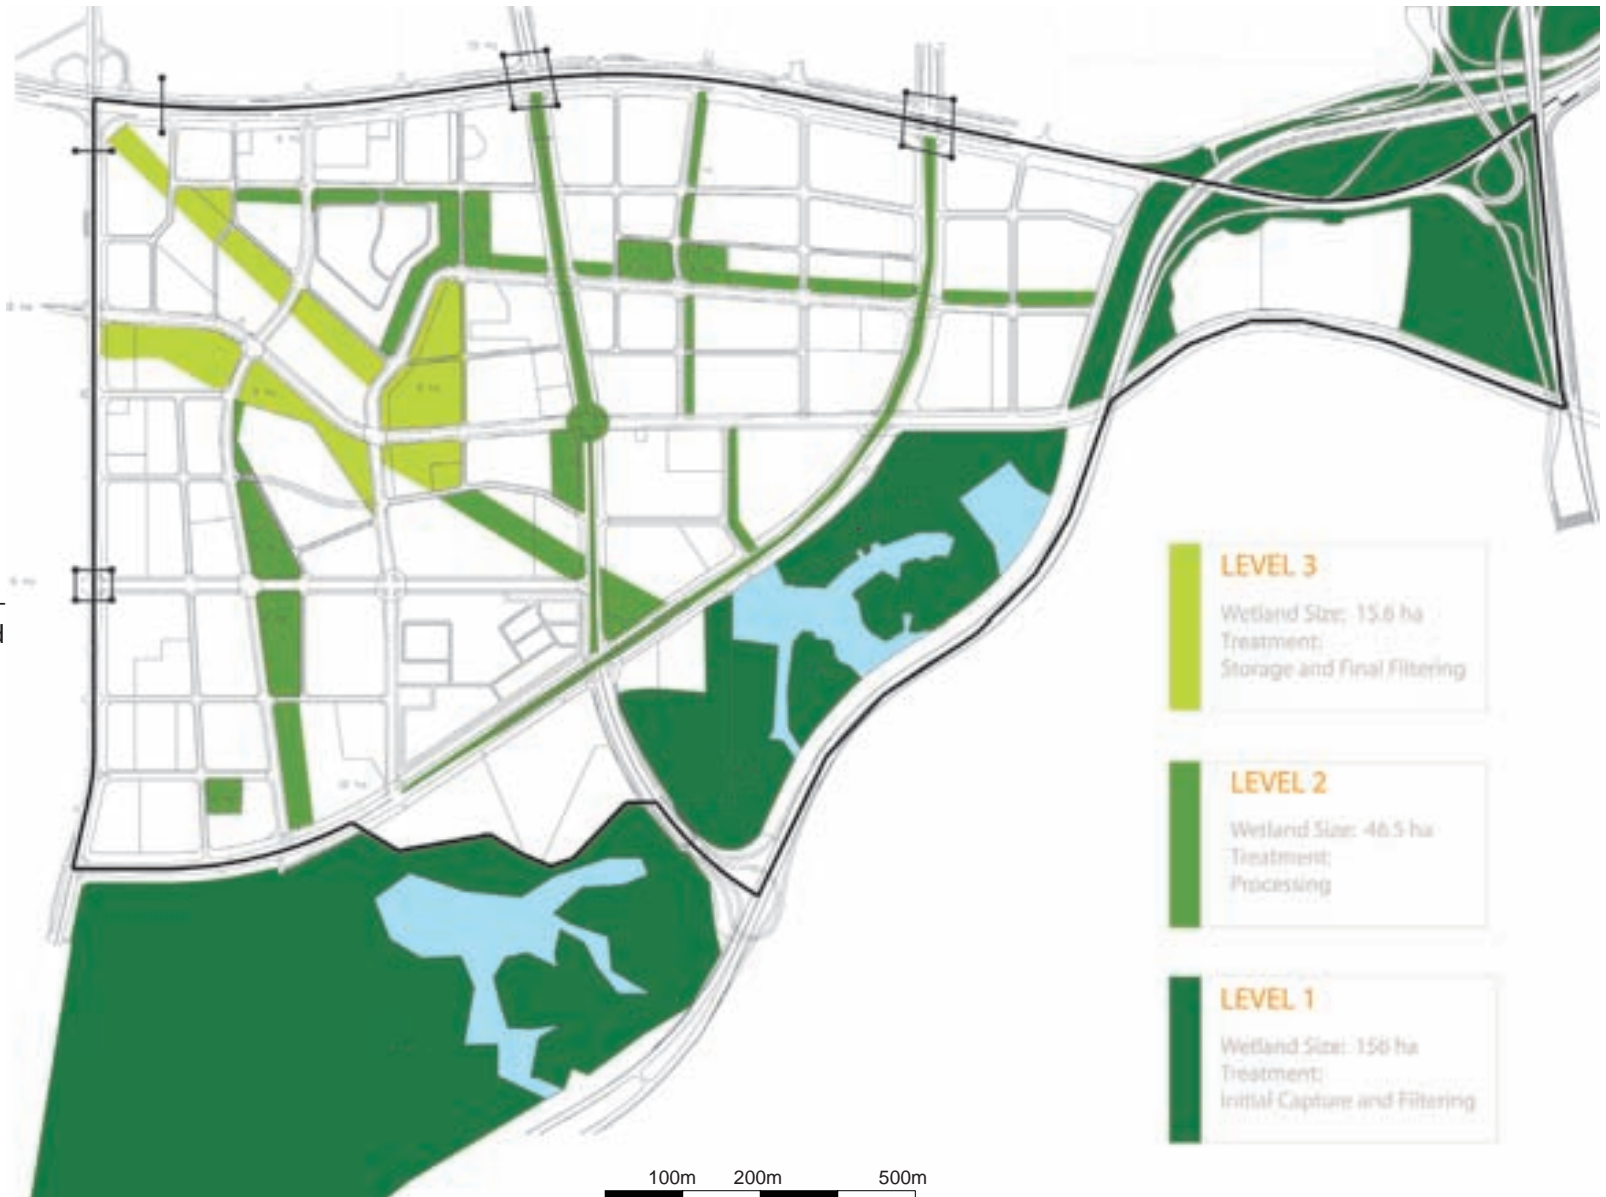 d
LEVEL 3
Wetland Size: 15.6 ha
Treatment:
Storage and Final Filtering
LEVEL 2
Wetland Size: 46.5 ha
Treatment:
Processing
LEVEL 1
Wetland Size: 156 ha
Treatment:
Initial Capture and Filtering
100m 200m 500m